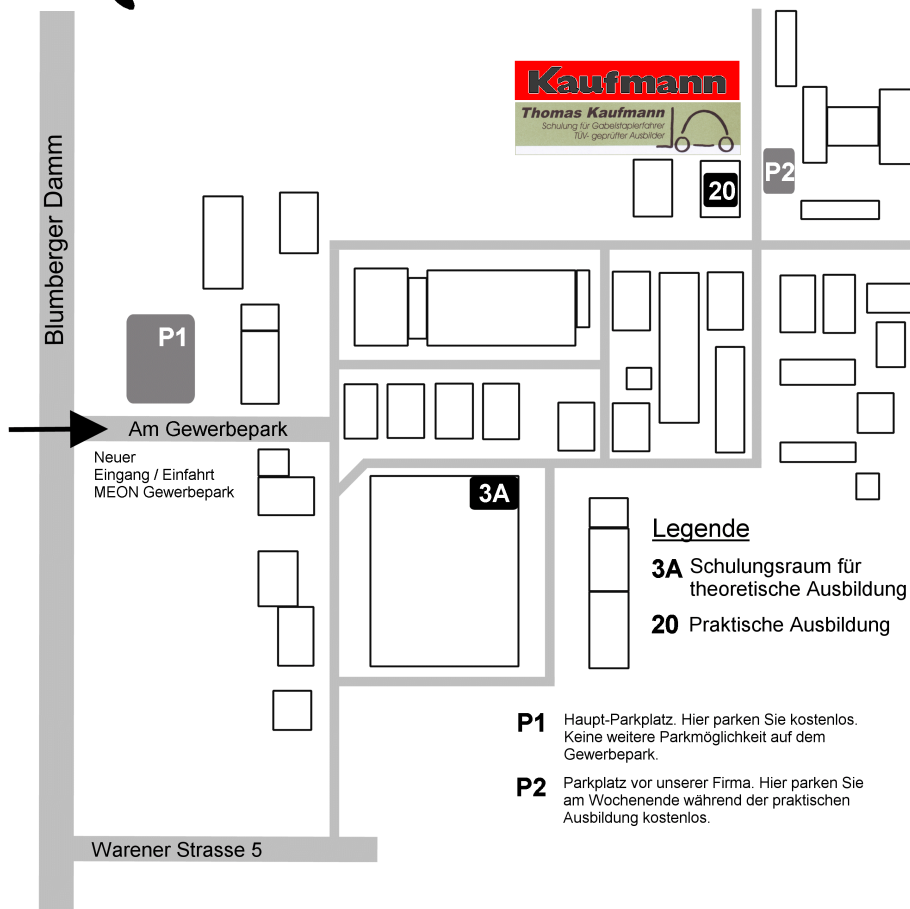 Kaufmann
Thomas Kaufmann
Schulung für Gabelstaplerfahrer
TÜV- geprüfter Ausbilder
20
P2
Blumberger Damm
P1
Am Gewerbepark
Neuer
Eingang / Einfahrt
MEON Gewerbepark
3A
Legende
3A Schulungsraum für
theoretische Ausbildung
20 Praktische Ausbildung
P1 Haupt-Parkplatz. Hier parken Sie kostenlos.
Keine weitere Parkmöglichkeit auf dem
Gewerbepark.
P2 Parkplatz vor unserer Firma. Hier parken Sie
am Wochenende während der praktischen
Ausbildung kostenlos.
Warener Strasse 5